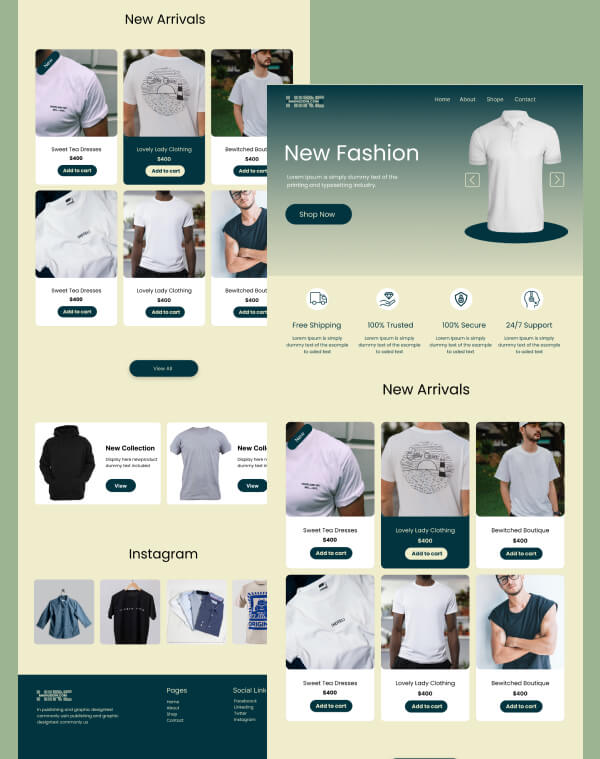 New Arrivals
New
Sweet Tea Dresses
$400
Add to cart
Lovely Lady Clothing
$400
Add to cart
Bewitched Bout
$400
Add to
Sweet Tea Dresses
$400
Add to cart
Lovely Lady Clothing
$400
Add to cart
Bewitched Bout
$400
Add to
View All
New Collection
Display here newproduct
dummy text included
View
New Coll
Display here
dummy text
View
Instagram
In publishing and graphic designtext
commonly usin publishing and graphic
designtext commonly us
Pages
Home
About
Shop
Contact
Social Link
Facebook
Linkeding
Twitter
Instagram
Home
About
Shope
Contact
New Fashion
Lorem Ipsum is simply dummy text of the
printing and typesetting industry.
Shop Now
Free Shipping
Lorem Ipsum is simply
dummy text of the example
to aded text
100% Trusted
Lorem Ipsum is simply
dummy text of the example
to aded text
100% Secure
Lorem Ipsum is simply
dummy text of the example
to aded text
24/7 Support
Lorem Ipsum is simply
dummy text of the example
to aded text
New Arrivals
New
Sweet Tea Dresses
$400
Add to cart
Lovely Lady Clothing
$400
Add to cart
Bewitched Boutique
$400
Add to cart
Sweet Tea Dresses
$400
Add to cart
Lovely Lady Clothing
$400
Add to cart
Bewitched Boutique
$400
Add to cart